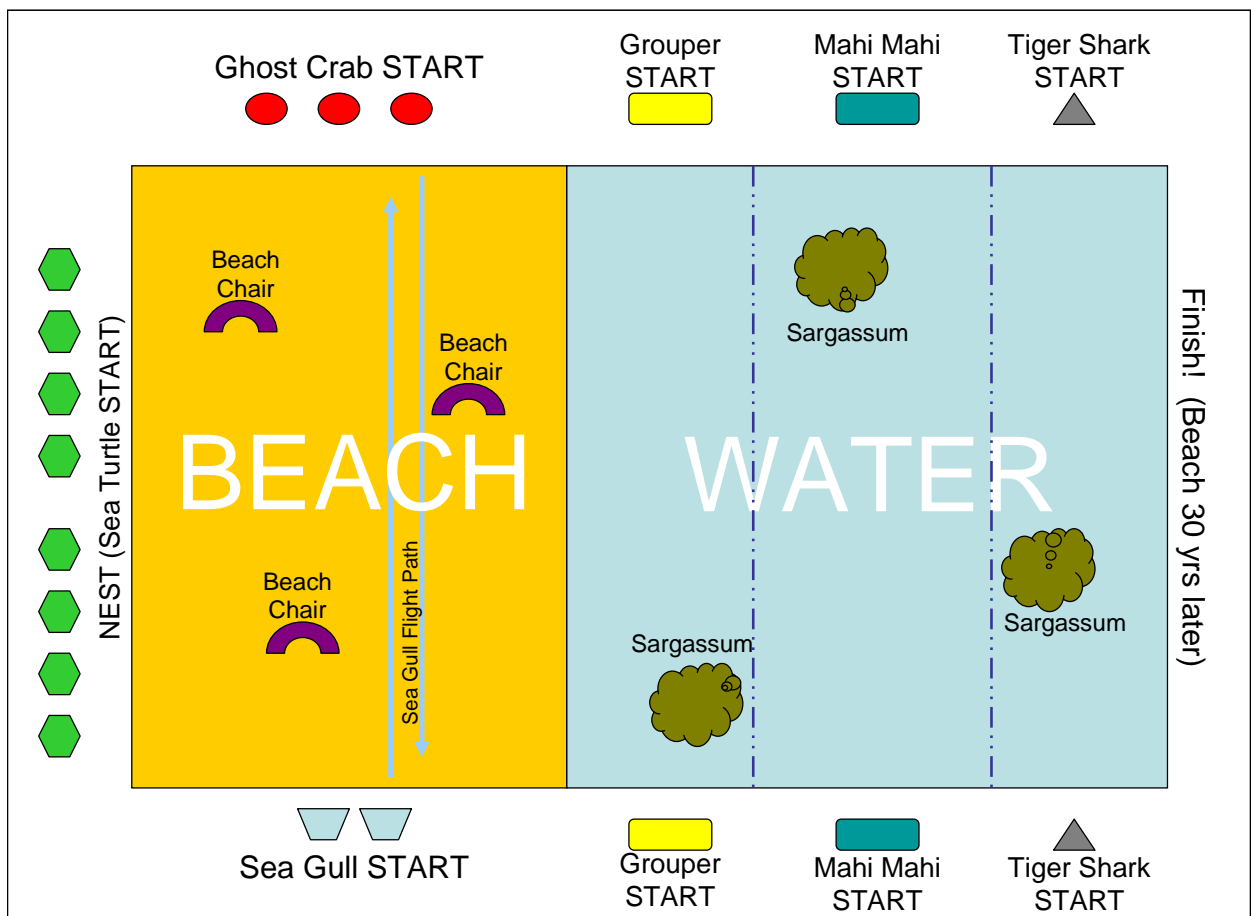 Ghost Crab START
Grouper
START
Mahi Mahi
START
Tiger Shark
START
NEST (Sea Turtle START)
Beach
Chair
Beach
Chair
Beach
Chair
BEACH
Sea Gull Flight Path
WATER
Sargassum
Sargassum
Sargassum
Finish! (Beach 30 yrs later)
Sea Gull START
Grouper
START
Mahi Mahi
START
Tiger Shark
START